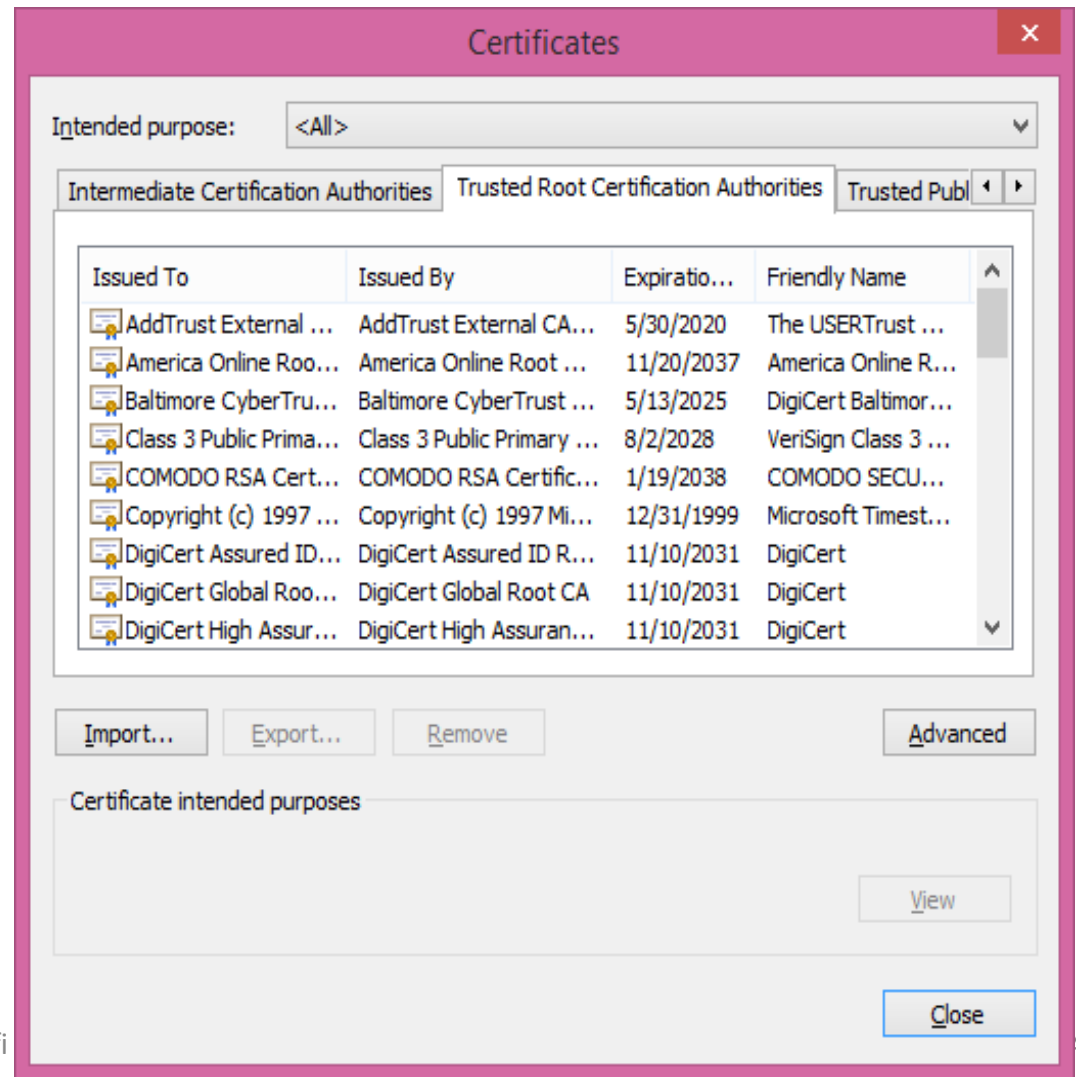 Certificates
Intended purpose: <All>
Intermediate Certification Authorities Trusted Root Certification Authorities Trusted Publ
Issued To Issued By Expiratio... Friendly Name
AddTrust External ... AddTrust External CA... 5/30/2020 The USERTrust ...
America Online Roo... America Online Root ... 11/20/2037 America Online R...
Baltimore CyberTru... Baltimore CyberTrust ... 5/13/2025 DigiCert Baltimor...
Class 3 Public Prima... Class 3 Public Primary ... 8/2/2028 VeriSign Class 3 ...
COMODO RSA Cert... COMODO RSA Certific... 1/19/2038 COMODO SECU...
Copyright (c) 1997 ... Copyright (c) 1997 Mi... 12/31/1999 Microsoft Timest...
DigiCert Assured ID... DigiCert Assured ID R... 11/10/2031 DigiCert
DigiCert Global Roo... DigiCert Global Root CA 11/10/2031 DigiCert
DigiCert High Assur... DigiCert High Assuran... 11/10/2031 DigiCert
Import... Export... Remove Advanced
Certificate intended purposes
View
Close